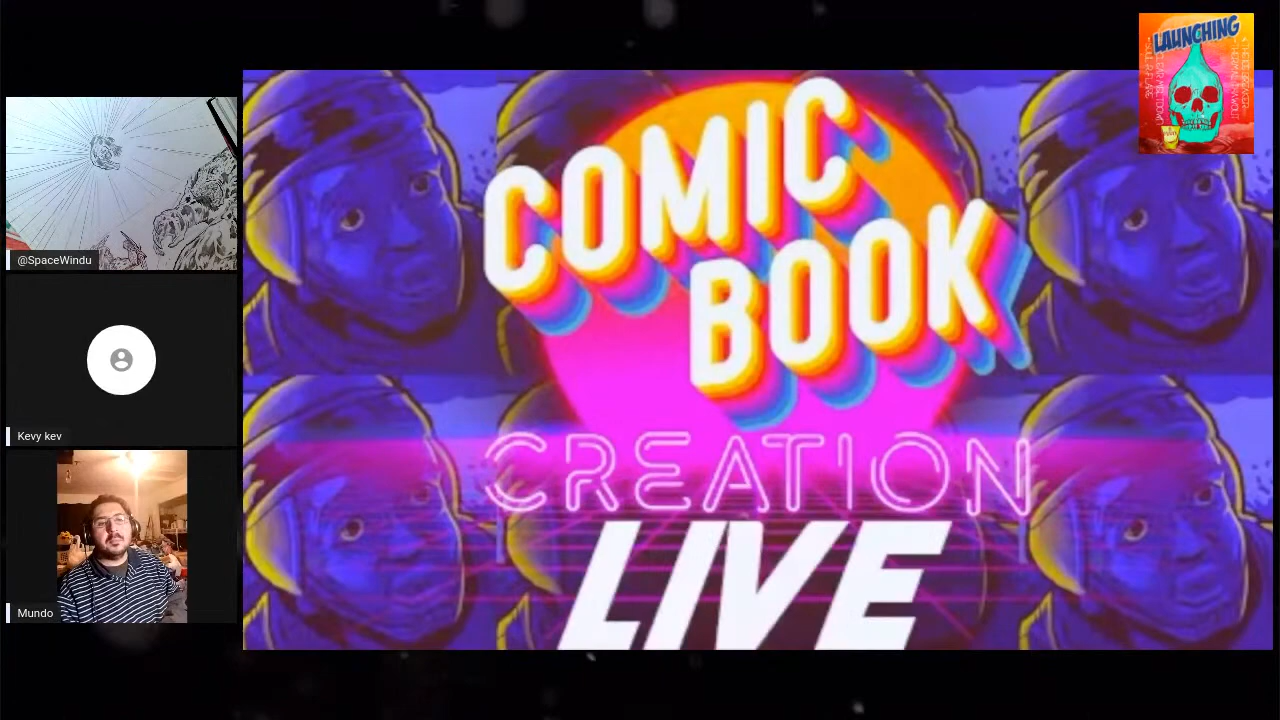 LAUNCHING
COMIC
BOOK
CREATION
LIVE
@SpaceWindu
Kevy kev
Mundo